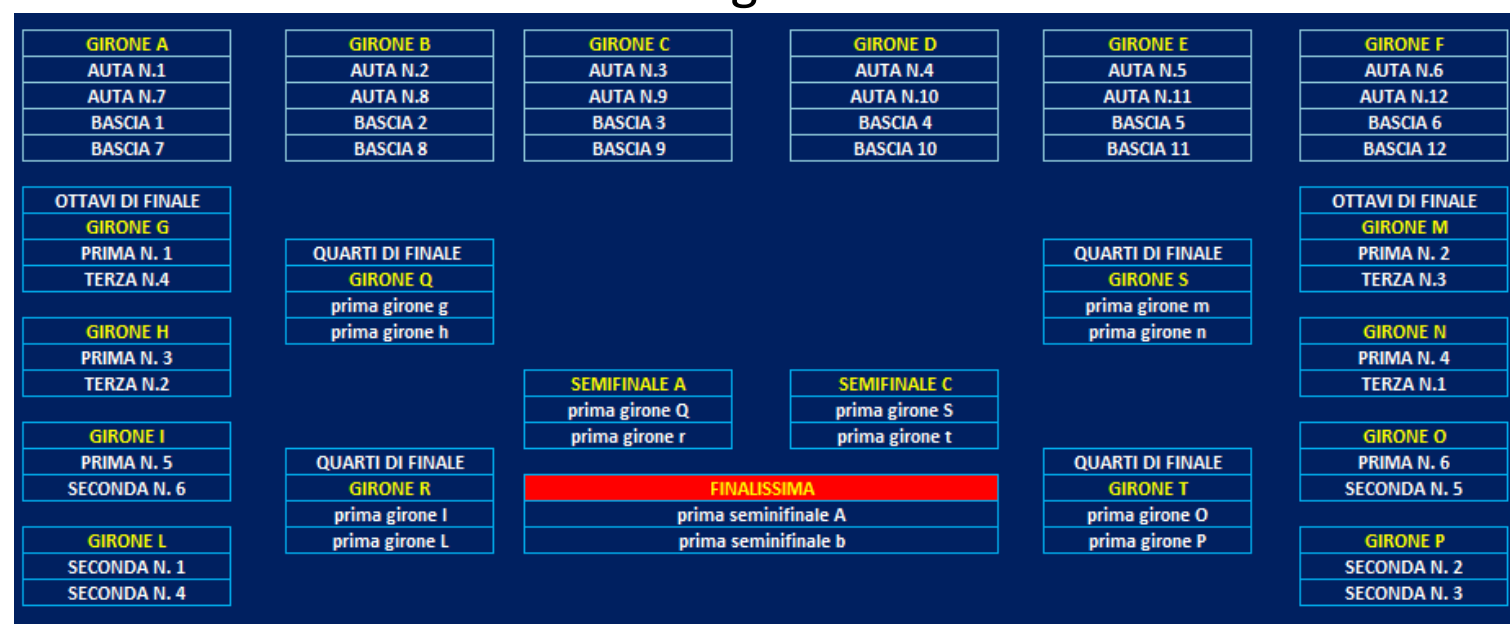 g
GIRONE A
AUTA N.1
AUTA N.7
BASCIA 1
BASCIA 7
GIRONE B
AUTA N.2
AUTA N.8
BASCIA 2
BASCIA 8
GIRONE C
AUTA N.3
AUTA N.9
BASCIA 3
BASCIA 9
GIRONE D
AUTA N.4
AUTA N.10
BASCIA 4
BASCIA 10
GIRONE E
AUTA N.5
AUTA N.11
BASCIA 5
BASCIA 11
GIRONE F
AUTA N.6
AUTA N.12
BASCIA 6
BASCIA 12
OTTAVI DI FINALE
GIRONE G
PRIMA N. 1
TERZA N.4
GIRONE H
PRIMA N. 3
TERZA N.2
GIRONE I
PRIMA N. 5
SECONDA N. 6
GIRONE L
SECONDA N. 1
SECONDA N. 4
QUARTI DI FINALE
GIRONE Q
prima girone g
prima girone h
QUARTI DI FINALE
GIRONE R
prima girone I
prima girone L
SEMIFINALE A
prima girone Q
prima girone r
SEMIFINALE C
prima girone S
prima girone t
FINALISSIMA
prima seminifinale A
prima seminifinale b
QUARTI DI FINALE
GIRONE S
prima girone m
prima girone n
QUARTI DI FINALE
GIRONE T
prima girone O
prima girone P
OTTAVI DI FINALE
GIRONE M
PRIMA N. 2
TERZA N.3
GIRONE N
PRIMA N. 4
TERZA N.1
GIRONE O
PRIMA N. 6
SECONDA N. 5
GIRONE P
SECONDA N. 2
SECONDA N. 3